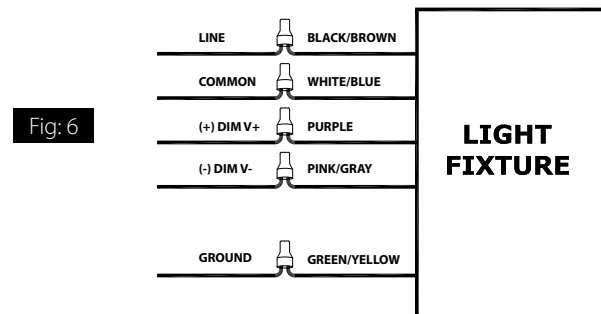 LINE BLACK/BROWN
COMMON WHITE/BLUE
Fig: 6
(+) DIM V+ PURPLE
(-) DIM V- PINK/GRAY
GROUND GREEN/YELLOW
LIGHT
FIXTURE